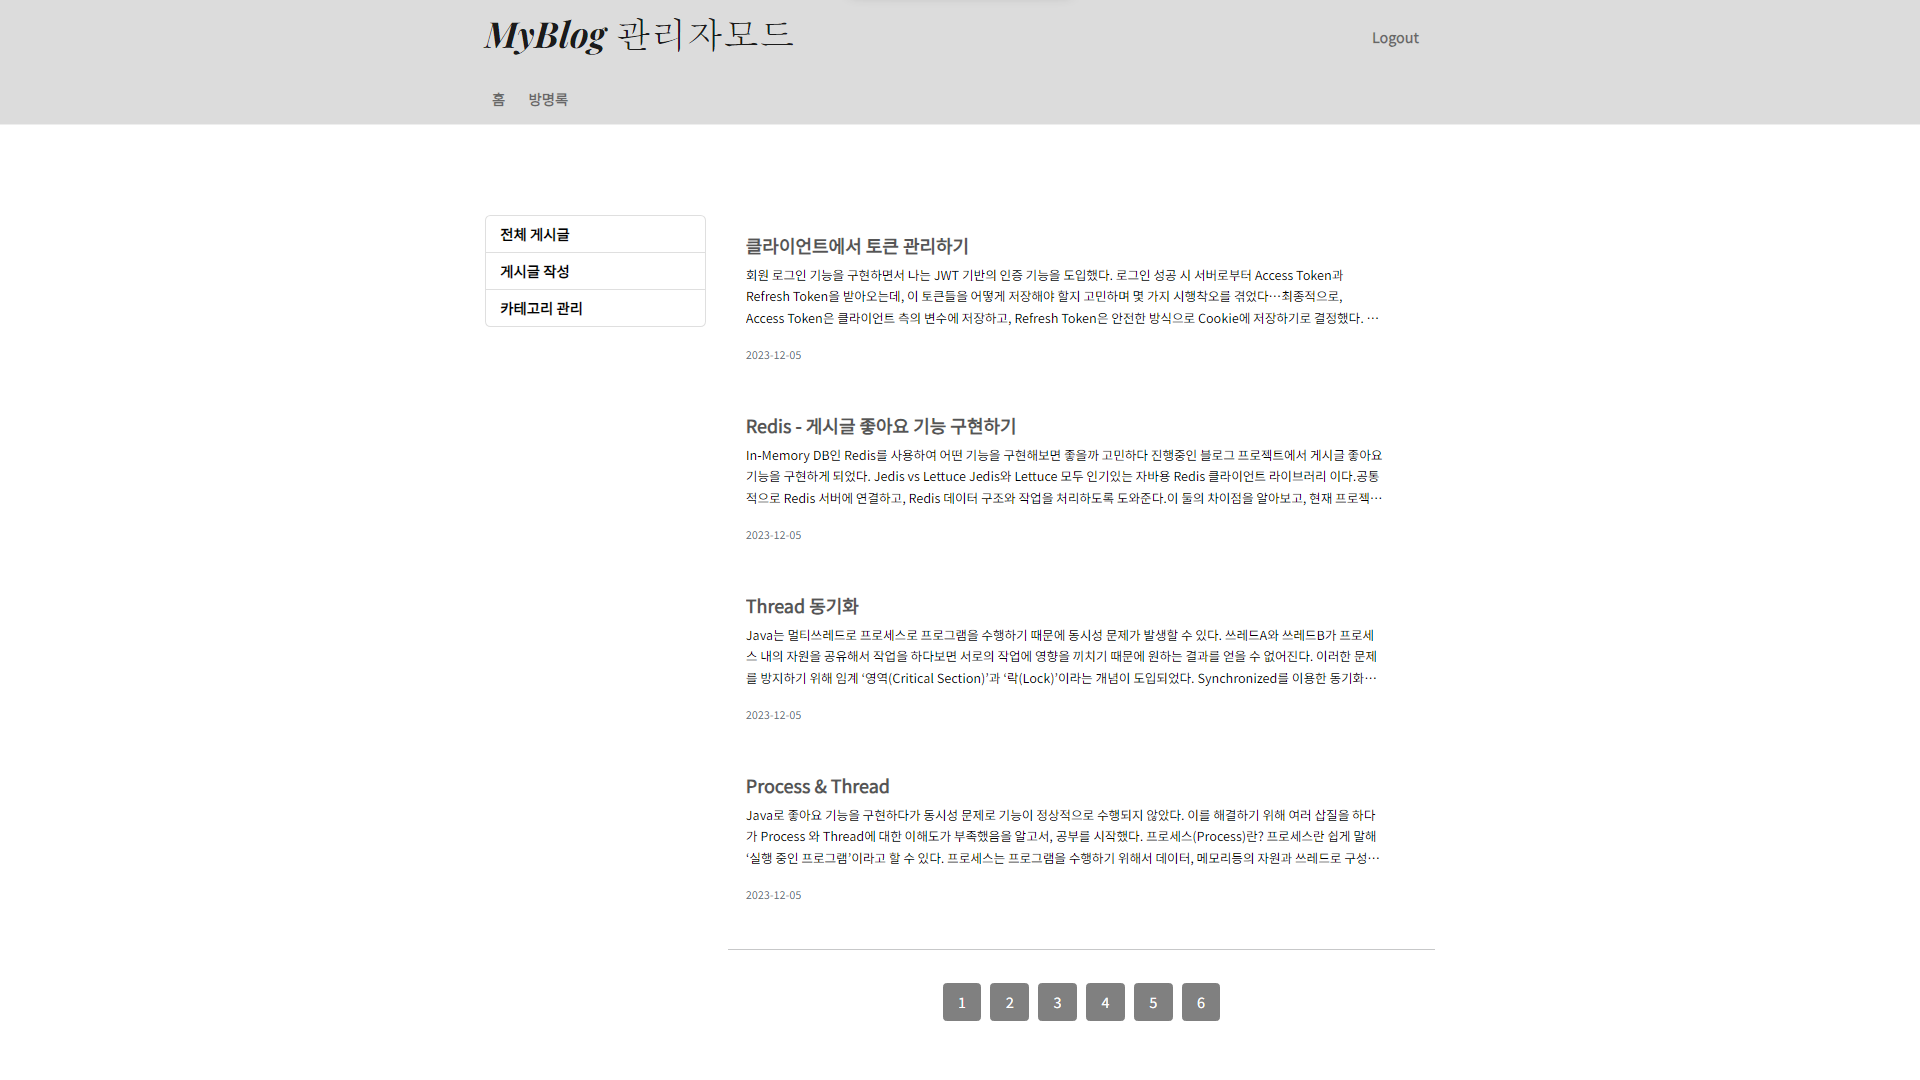 MyBlog 관리자모드
Logout
홈 방명록
전체 게시글
게시글 작성
카테고리 관리
클라이언트에서 토큰 관리하기
회원 로그인 기능을 구현하면서 나는 JWT 기반의 인증 기능을 도입했다. 로그인 성공 시 서버로부터 Access Token과
Refresh Token을 받아오는데, 이 토큰들을 어떻게 저장해야 할지 고민하며 몇 가지 시행착오를 겪었다…최종적으로,
Access Token은 클라이언트 측의 변수에 저장하고, Refresh Token은 안전한 방식으로 Cookie에 저장하기로 결정했다. …
2023-12-05
Redis - 게시글 좋아요 기능 구현하기
In-Memory DB인 Redis를 사용하여 어떤 기능을 구현해보면 좋을까 고민하다 진행중인 블로그 프로젝트에서 게시글 좋아요
기능을 구현하게 되었다. Jedis vs Lettuce Jedis와 Lettuce 모두 인기있는 자바용 Redis 클라이언트 라이브러리 이다.공통
적으로 Redis 서버에 연결하고, Redis 데이터 구조와 작업을 처리하도록 도와준다.이 둘의 차이점을 알아보고, 현재 프로젝…
2023-12-05
Thread 동기화
Java는 멀티쓰레드로 프로세스로 프로그램을 수행하기 때문에 동시성 문제가 발생할 수 있다. 쓰레드A와 쓰레드B가 프로세
스 내의 자원을 공유해서 작업을 하다보면 서로의 작업에 영향을 끼치기 때문에 원하는 결과를 얻을 수 없어진다. 이러한 문제
를 방지하기 위해 임계 ‘영역(Critical Section)’과 ‘락(Lock)’이라는 개념이 도입되었다. Synchronized를 이용한 동기화…
2023-12-05
Process & Thread
Java로 좋아요 기능을 구현하다가 동시성 문제로 기능이 정상적으로 수행되지 않았다. 이를 해결하기 위해 여러 삽질을 하다
가 Process 와 Thread에 대한 이해도가 부족했음을 알고서, 공부를 시작했다. 프로세스(Process)란? 프로세스란 쉽게 말해
‘실행 중인 프로그램’이라고 할 수 있다. 프로세스는 프로그램을 수행하기 위해서 데이터, 메모리등의 자원과 쓰레드로 구성…
2023-12-05
1 2 3 4 5 6